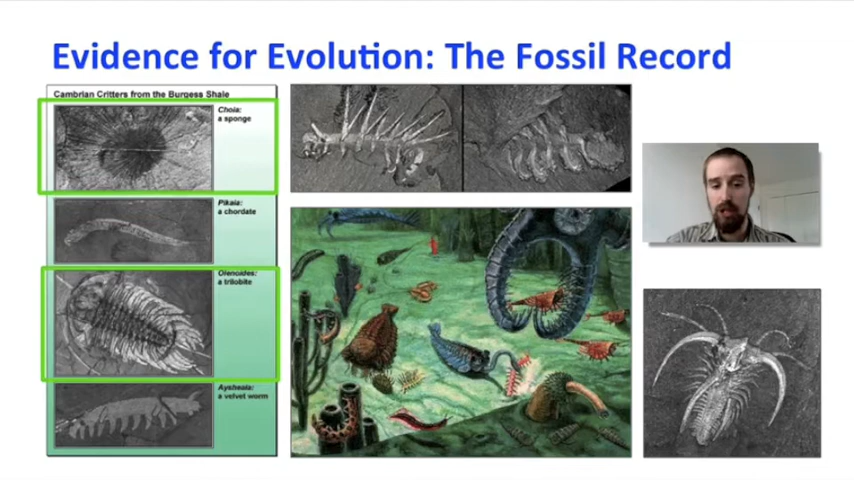 Evidence for Evolution: The Fossil Record
Cambrian Critters from the Burgess Shale
Choia:
a sponge
Pikaia:
a chordate
Olenoides:
a trilobite
Aysheaia:
a velvet worm